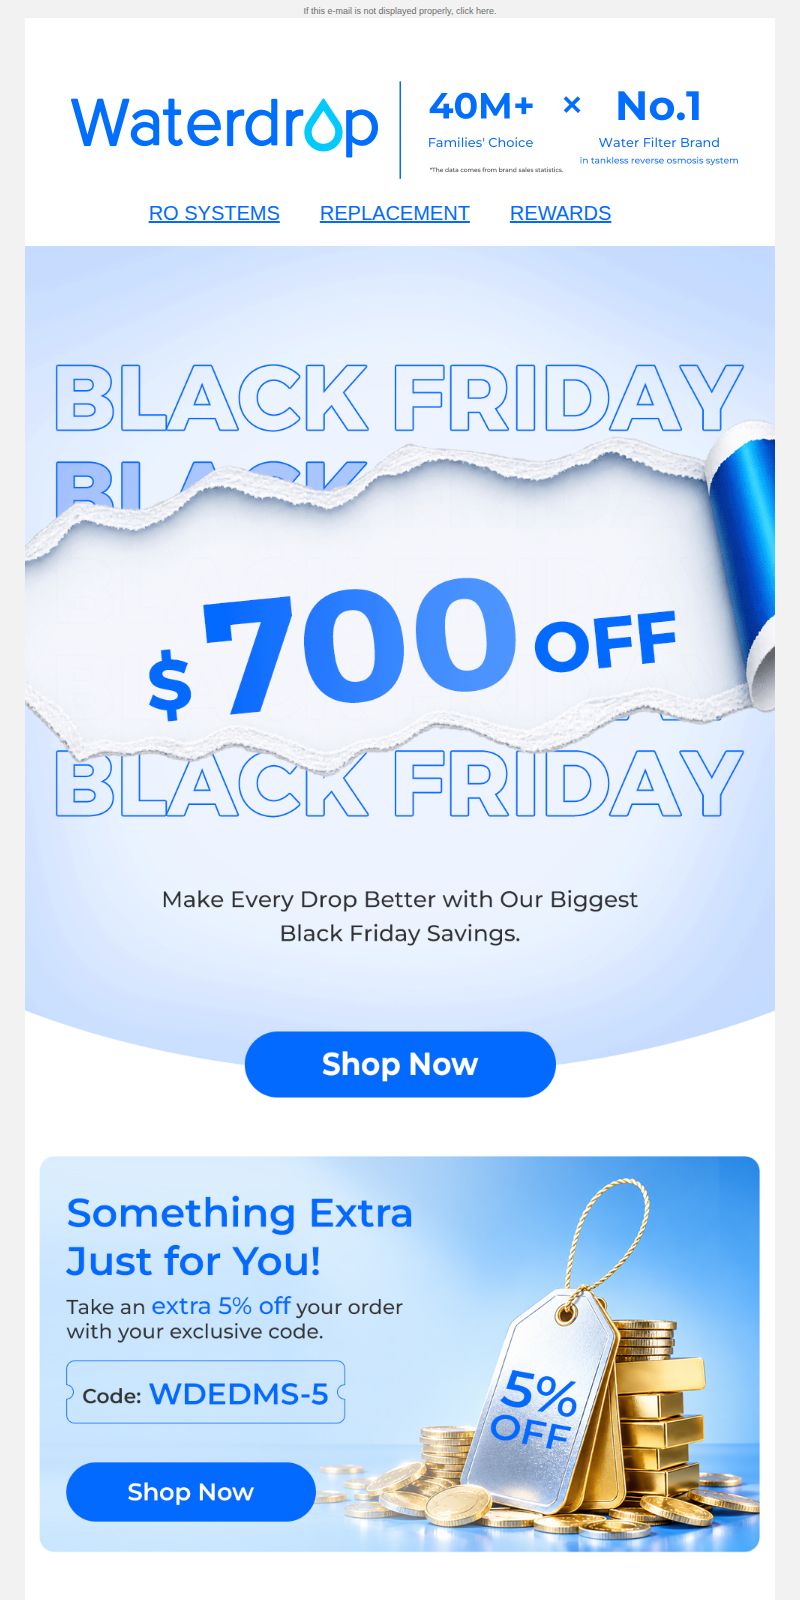 If this e-mail is not displayed properly, click here.
Waterdrop
40M+ × No.1
Families' Choice
Water Filter Brand
in tankless reverse osmosis system
*The data comes from brand sales statistics.
RO SYSTEMS REPLACEMENT REWARDS
BLACK FRIDAY
BLACK
$700 OFF
BLACK FRIDAY
Make Every Drop Better with Our Biggest
Black Friday Savings.
Shop Now
Something Extra
Just for You!
Take an extra 5% off your order
with your exclusive code.
Code: WDEDMS-5
5%
OFF
Shop Now